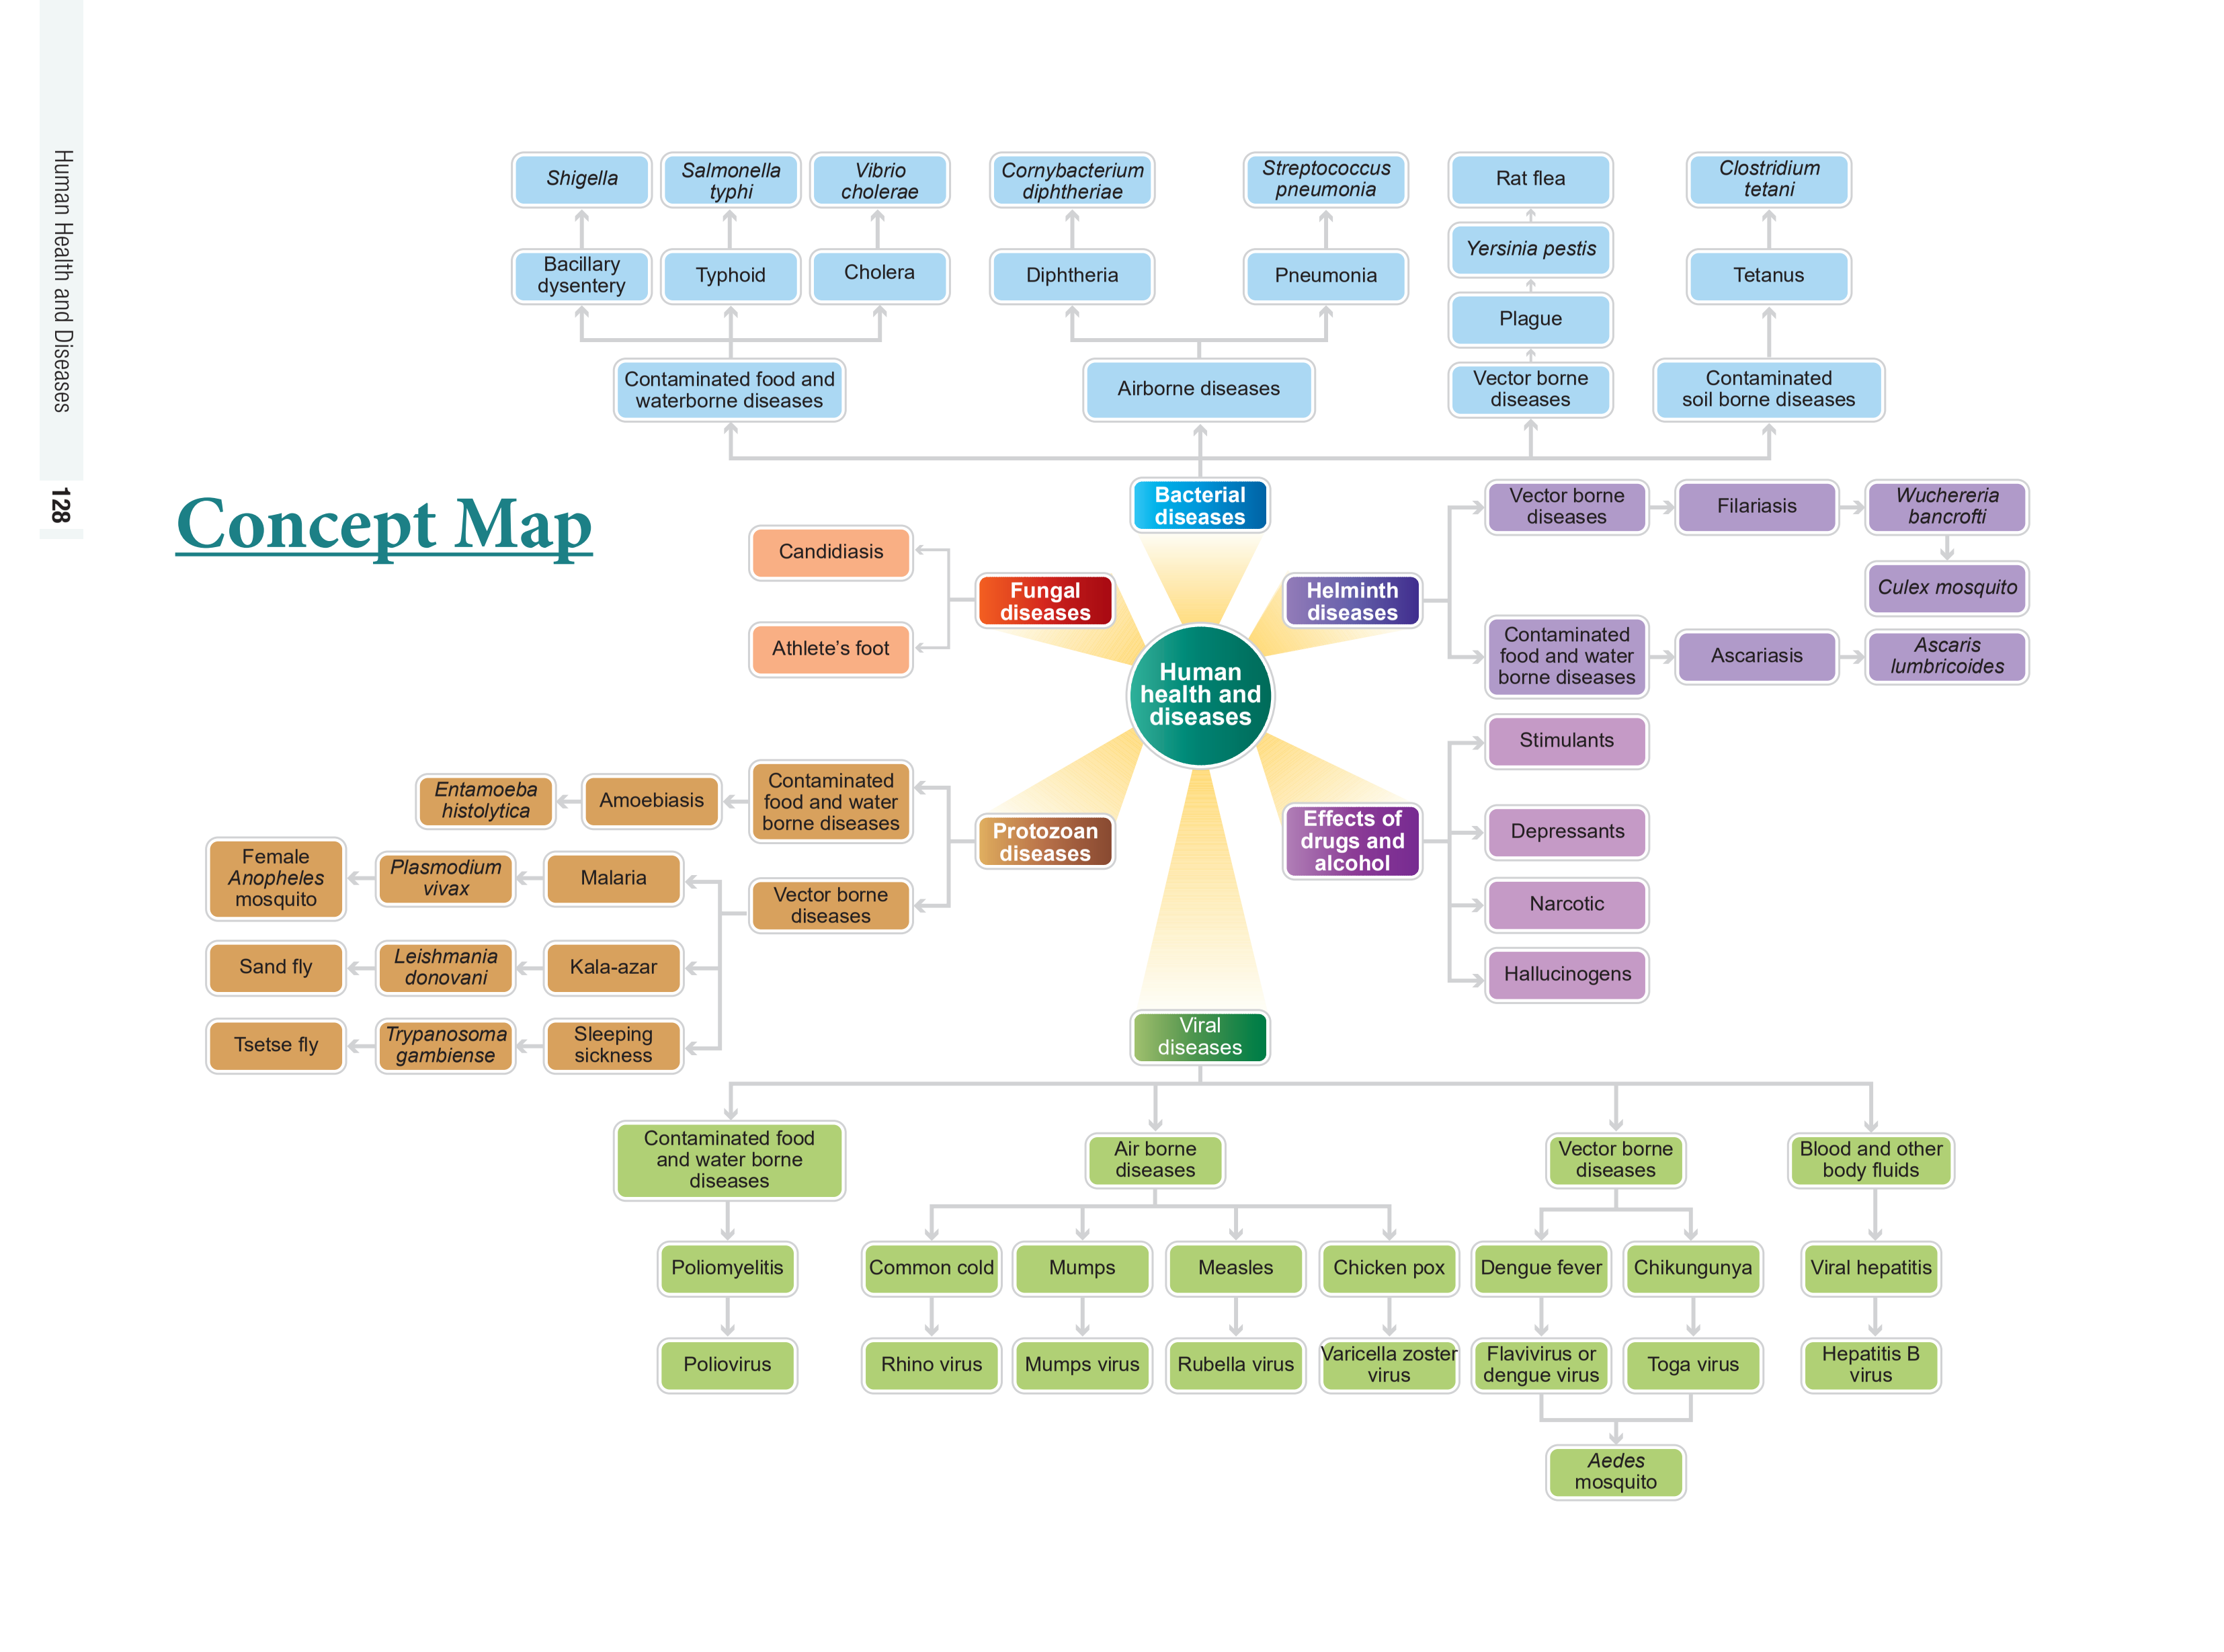 Human Health and Diseases
128
Concept Map
Shigella
Salmonella
typhi
Vibrio
cholerae
Cornybacterium
diphtheriae
Streptococcus
pneumonia
Rat flea
Clostridium
tetani
Yersinia pestis
Bacillary
dysentery
Typhoid
Cholera
Diphtheria
Pneumonia
Plague
Tetanus
Contaminated food and
waterborne diseases
Airborne diseases
Vector borne
diseases
Contaminated
soil borne diseases
Bacterial
diseases
Fungal
diseases
Candidiasis
Athlete’s foot
Helminth
diseases
Vector borne
diseases
Filariasis
Wuchereria
bancrofti
Culex mosquito
Contaminated
food and water
borne diseases
Ascariasis
Ascaris
lumbricoides
Human
health and
diseases
Protozoan
diseases
Contaminated
food and water
borne diseases
Amoebiasis
Entamoeba
histolytica
Vector borne
diseases
Malaria
Plasmodium
vivax
Female
Anopheles
mosquito
Kala-azar
Leishmania
donovani
Sand fly
Sleeping
sickness
Trypanosoma
gambiense
Tsetse fly
Effects of
drugs and
alcohol
Stimulants
Depressants
Narcotic
Hallucinogens
Viral
diseases
Contaminated food
and water borne
diseases
Air borne
diseases
Vector borne
diseases
Blood and other
body fluids
Poliomyelitis
Common cold
Mumps
Measles
Chicken pox
Dengue fever
Chikungunya
Viral hepatitis
Poliovirus
Rhino virus
Mumps virus
Rubella virus
Varicella zoster
virus
Flavivirus or
dengue virus
Toga virus
Hepatitis B
virus
Aedes
mosquito